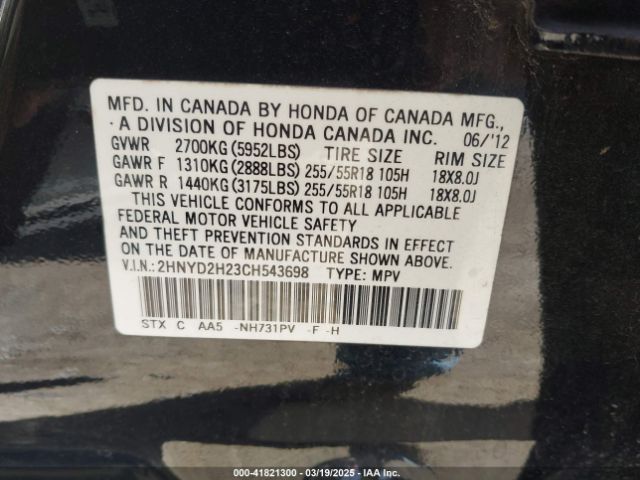 MFD. IN CANADA BY HONDA OF CANADA MFG.,
· A DIVISION OF HONDA CANADA INC. 06/'12
GVWR 2700KG (5952LBS) TIRE SIZE RIM SIZE
GAWR F 1310KG (2888LBS) 255/55R18 105H 18X8.0J
GAWR R 1440KG (3175LBS) 255/55R18 105H 18X8.0J
THIS VEHICLE CONFORMS TO ALL APPLICABLE
FEDERAL MOTOR VEHICLE SAFETY
AND THEFT PREVENTION STANDARDS IN EFFECT
ON THE DATE OF MANUFACTURE SHOWN ABOVE.
V.I.N.: 2HNYD2H23CH543698 TYPE: MPV
STX C AA5 -NH731PV -F -H
000-41821300 - 03/19/2025 - IAAI.COM